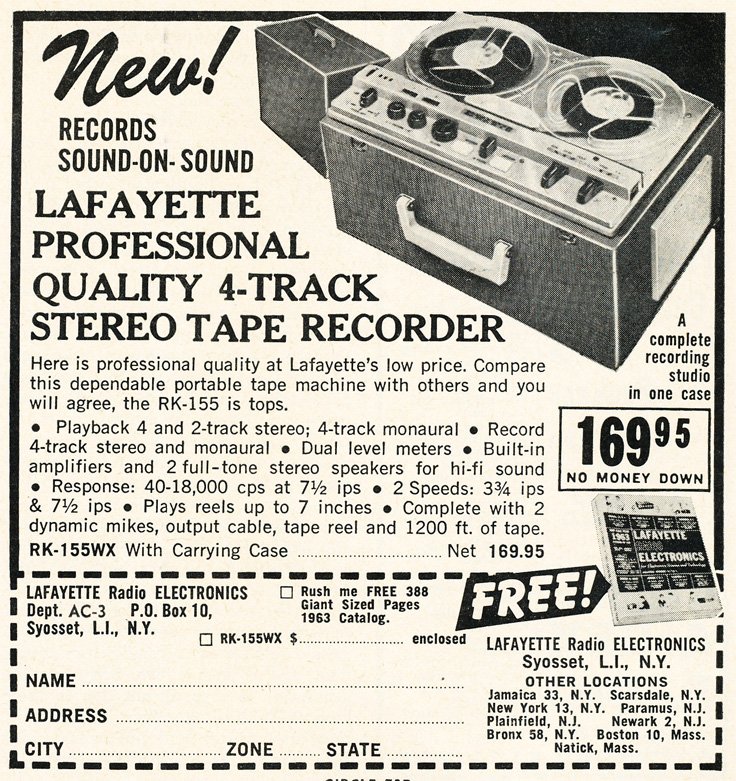 New!
RECORDS
SOUND-ON-SOUND
LAFAYETTE
PROFESSIONAL
QUALITY 4-TRACK
STEREO TAPE RECORDER
Here is professional quality at Lafayette's low price. Compare
this dependable portable tape machine with others and you
will agree, the RK-155 is tops.
● Playback 4 and 2-track stereo; 4-track monaural ● Record
4-track stereo and monaural ● Dual level meters ● Built-in
amplifiers and 2 full-tone stereo speakers for hi-fi sound
● Response: 40-18,000 cps at 7½ ips ● 2 Speeds: 3¾ ips
& 7½ ips ● Plays reels up to 7 inches ● Complete with 2
dynamic mikes, output cable, tape reel and 1200 ft. of tape.
RK-155WX With Carrying Case ........................ Net 169.95
A
complete
recording
studio
in one case
169 95
NO MONEY DOWN
1963
LAFAYETTE
ELECTRONICS
FREE!
LAFAYETTE Radio ELECTRONICS
Dept. AC-3 P.O. Box 10,
Syosset, L.I., N.Y.
□ Rush me FREE 388
Giant Sized Pages
1963 Catalog.
□ RK-155WX $.................... enclosed
NAME ................................................
ADDRESS ................................................
CITY .................... ZONE ........ STATE ....................
LAFAYETTE Radio ELECTRONICS
Syosset, L.I., N.Y.
OTHER LOCATIONS
Jamaica 33, N.Y. Scarsdale, N.Y.
New York 13, N.Y. Paramus, N.J.
Plainfield, N.J. Newark 2, N.J.
Bronx 58, N.Y. Boston 10, Mass.
Natick, Mass.